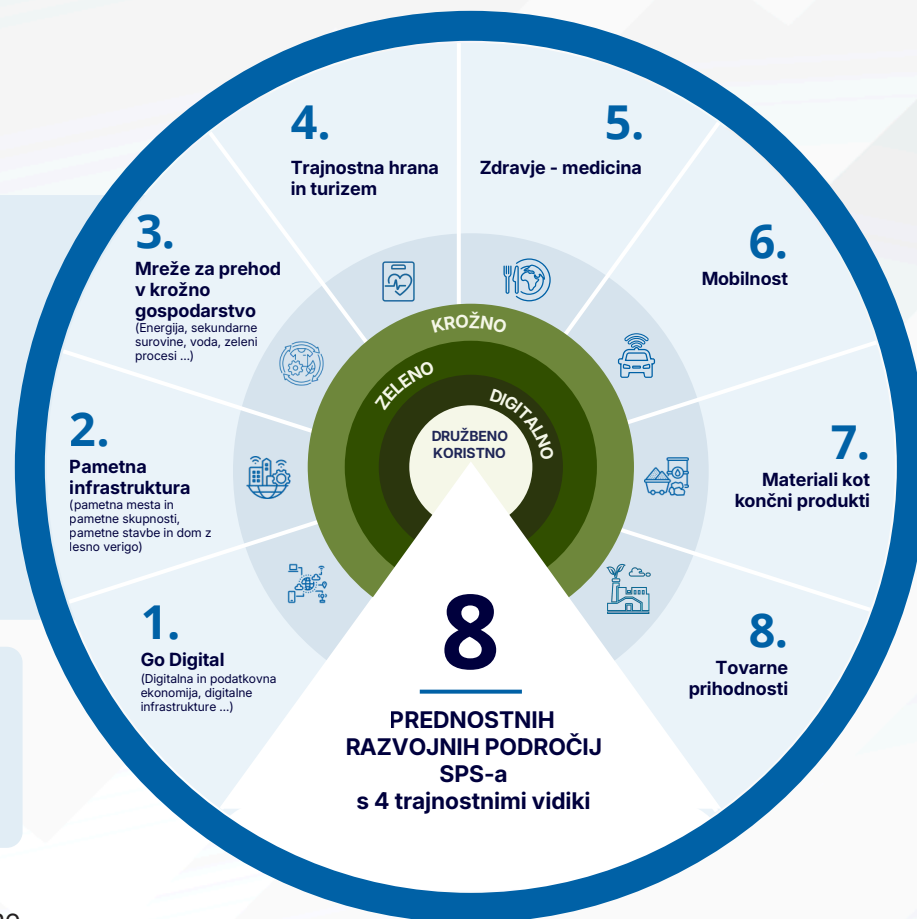 4.
Trajnostna hrana
in turizem
5.
Zdravje - medicina
3.
Mreže za prehod
v krožno
gospodarstvo
(Energija, sekundarne
surovine, voda, zeleni
procesi ...)
6.
Mobilnost
2.
Pametna
infrastruktura
(pametna mesta in
pametne skupnosti,
pametne stavbe in dom z
lesno verigo)
7.
Materiali kot
končni produkti
1.
Go Digital
(Digitalna in podatkovna
ekonomija, digitalne
infrastrukture ...)
8.
Tovarne
prihodnosti
KROŽNO
ZELENO
DIGITALNO
DRUŽBENO
KORISTNO
8
PREDNOSTNIH
RAZVOJNIH PODROČIJ
SPS-a
s 4 trajnostnimi vidiki